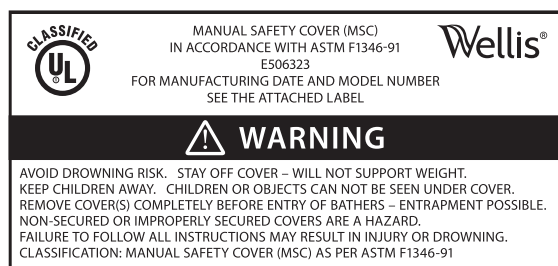 CLASSIFIED
UL
®
MANUAL SAFETY COVER (MSC)
IN ACCORDANCE WITH ASTM F1346-91
E506323
FOR MANUFACTURING DATE AND MODEL NUMBER
SEE THE ATTACHED LABEL
Wellis®
WARNING
AVOID DROWNING RISK. STAY OFF COVER – WILL NOT SUPPORT WEIGHT.
KEEP CHILDREN AWAY. CHILDREN OR OBJECTS CAN NOT BE SEEN UNDER COVER.
REMOVE COVER(S) COMPLETELY BEFORE ENTRY OF BATHERS – ENTRAPMENT POSSIBLE.
NON-SECURED OR IMPROPERLY SECURED COVERS ARE A HAZARD.
FAILURE TO FOLLOW ALL INSTRUCTIONS MAY RESULT IN INJURY OR DROWNING.
CLASSIFICATION: MANUAL SAFETY COVER (MSC) AS PER ASTM F1346-91